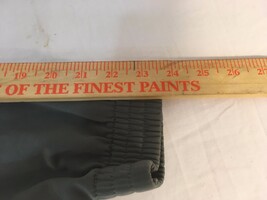 19 20 21 22 23 24 25 26
OF THE FINEST PAINTS